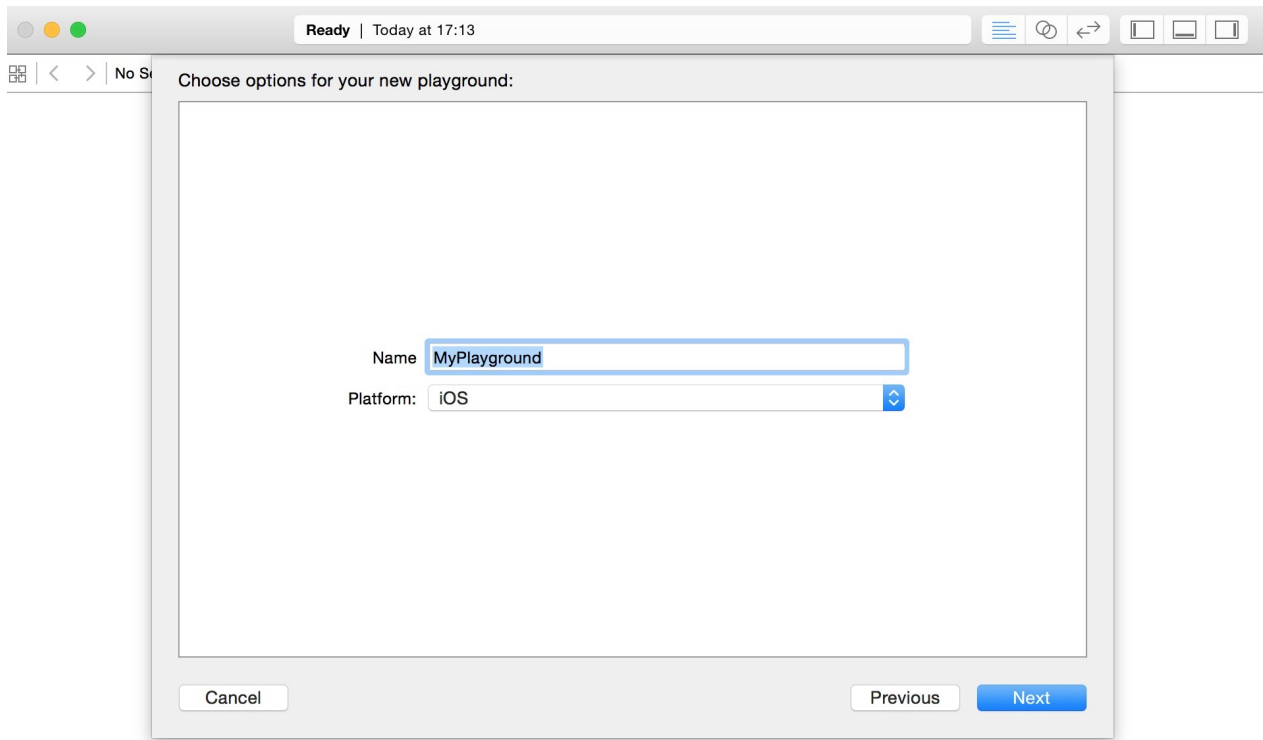 Ready | Today at 17:13
No Se
Choose options for your new playground:
Name MyPlayground
Platform: iOS
Cancel Previous Next